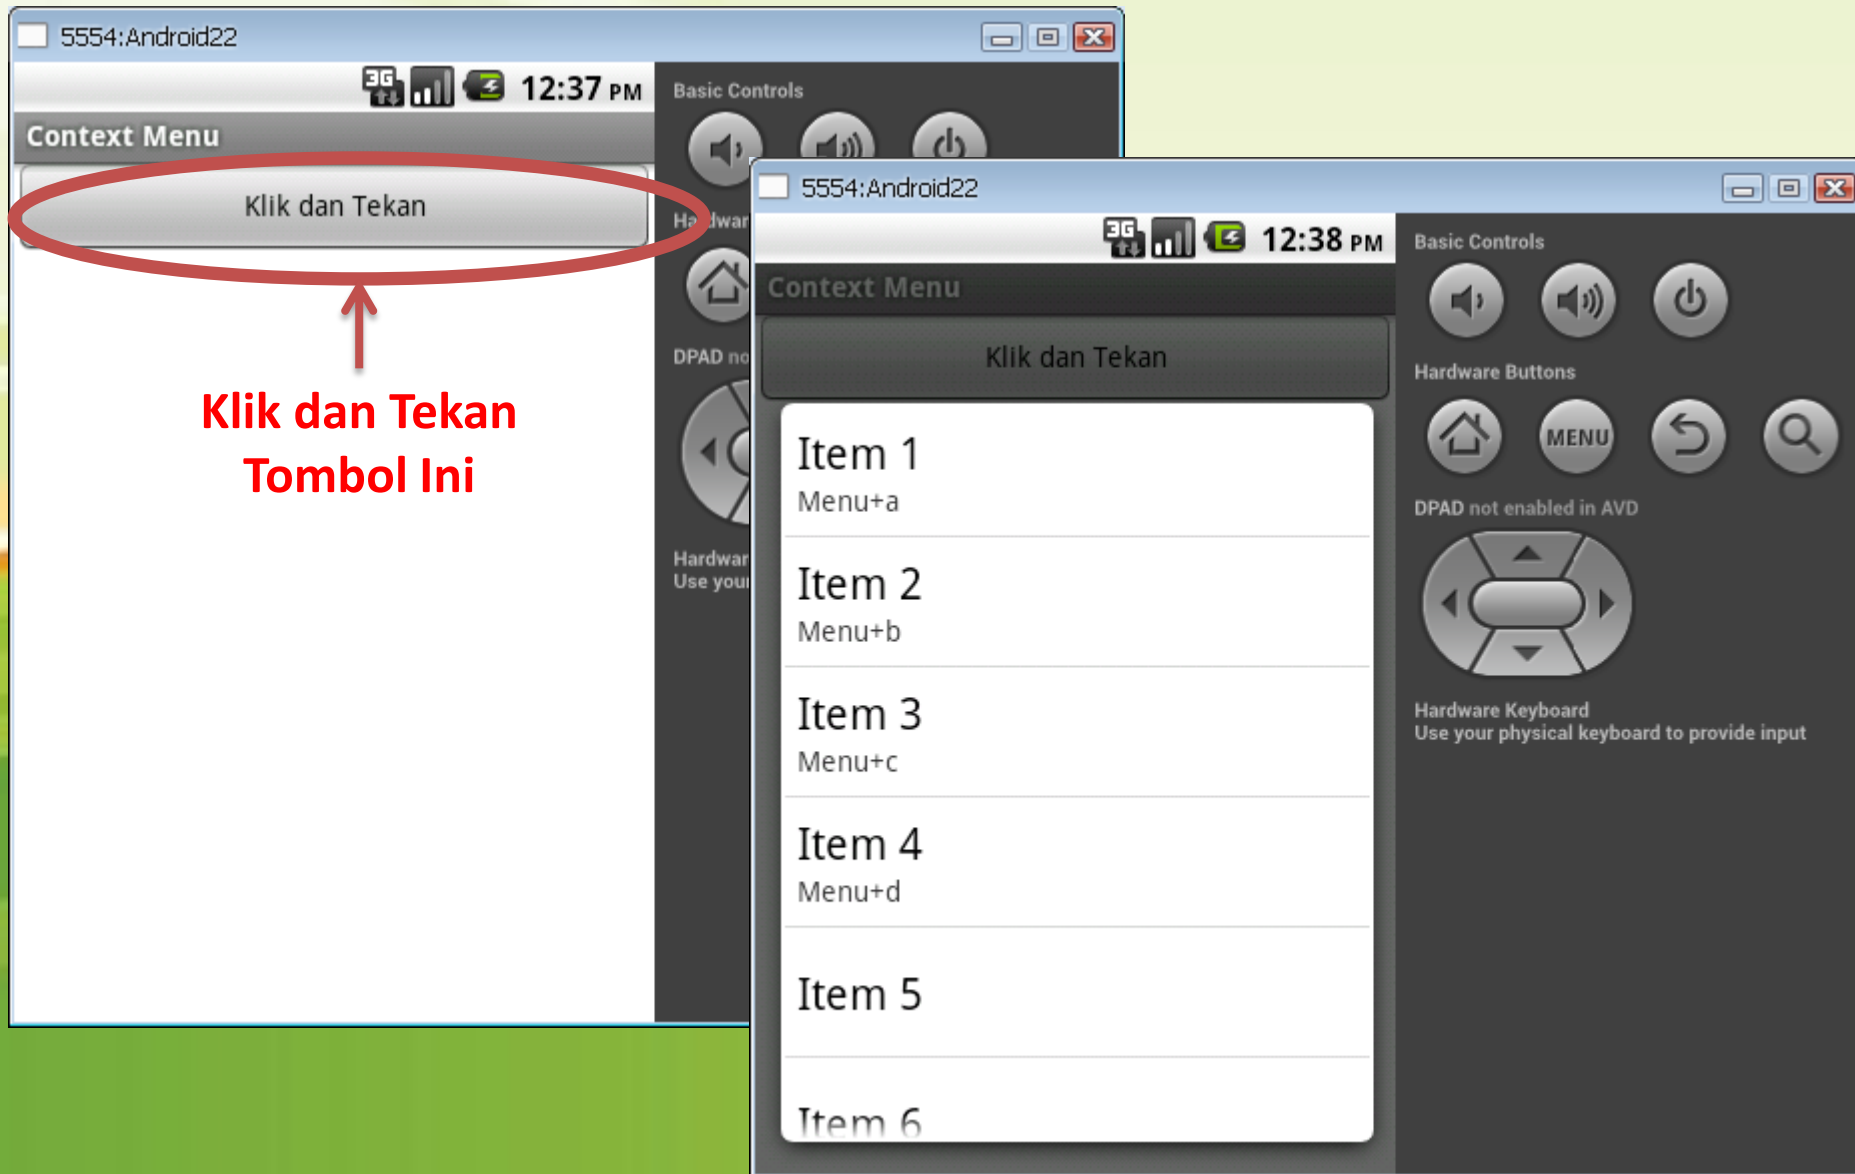 5554:Android22
3G 12:37 PM
Context Menu
Klik dan Tekan
Klik dan Tekan
Tombol Ini
Basic Controls
DPAD
5554:Android22
3G 12:38 PM
Context Menu
Klik dan Tekan
Item 1
Menu+a
Item 2
Menu+b
Item 3
Menu+c
Item 4
Menu+d
Item 5
Item 6
Basic Controls
Hardware Buttons
MENU
DPAD not enabled in AVD
Hardware Keyboard
Use your physical keyboard to provide input